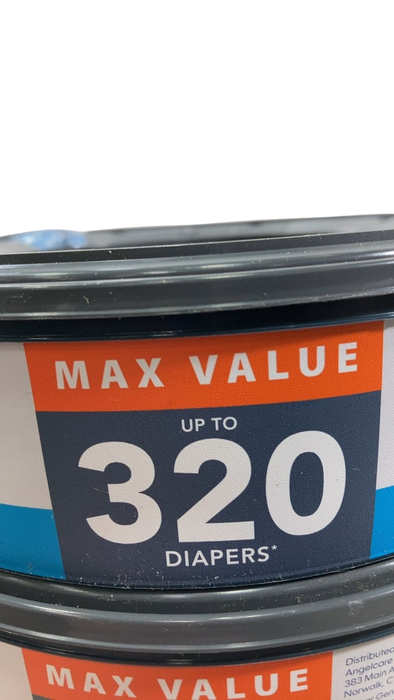 MAX VALUE
UP TO
320
DIAPERS*
MAX VALUE
Distributed
Angelcare
383 Main A
Norwalk, C